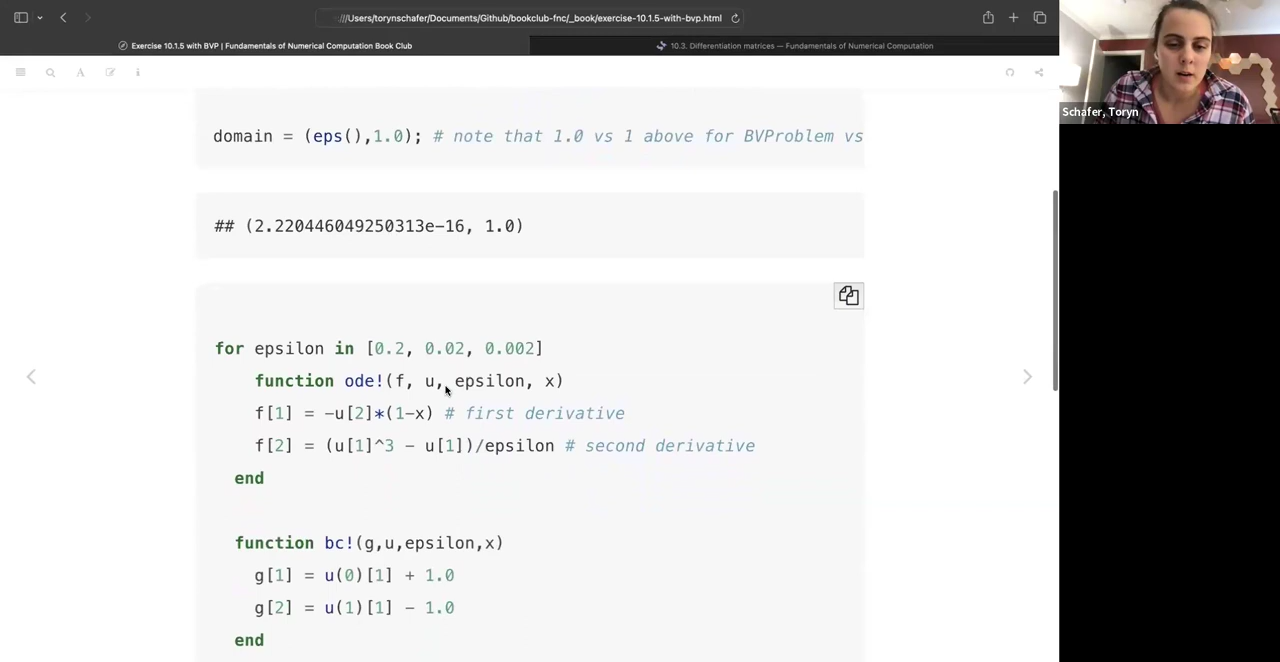 :///Users/torynschafer/Documents/Github/bookclub-fnc/_book/exercise-10.1.5-with-bvp.html
Exercise 10.1.5 with BVP | Fundamentals of Numerical Computation Book Club
10.3. Differentiation matrices — Fundamentals of Numerical Computation
Schafer, Toryn
domain = (eps(),1.0); # note that 1.0 vs 1 above for BVProblem vs
## (2.220446049250313e-16, 1.0)
for epsilon in [0.2, 0.02, 0.002]
function ode!(f, u, epsilon, x)
f[1] = -u[2]*(1-x) # first derivative
f[2] = (u[1]^3 - u[1])/epsilon # second derivative
end
function bc!(g,u,epsilon,x)
g[1] = u(0)[1] + 1.0
g[2] = u(1)[1] - 1.0
end